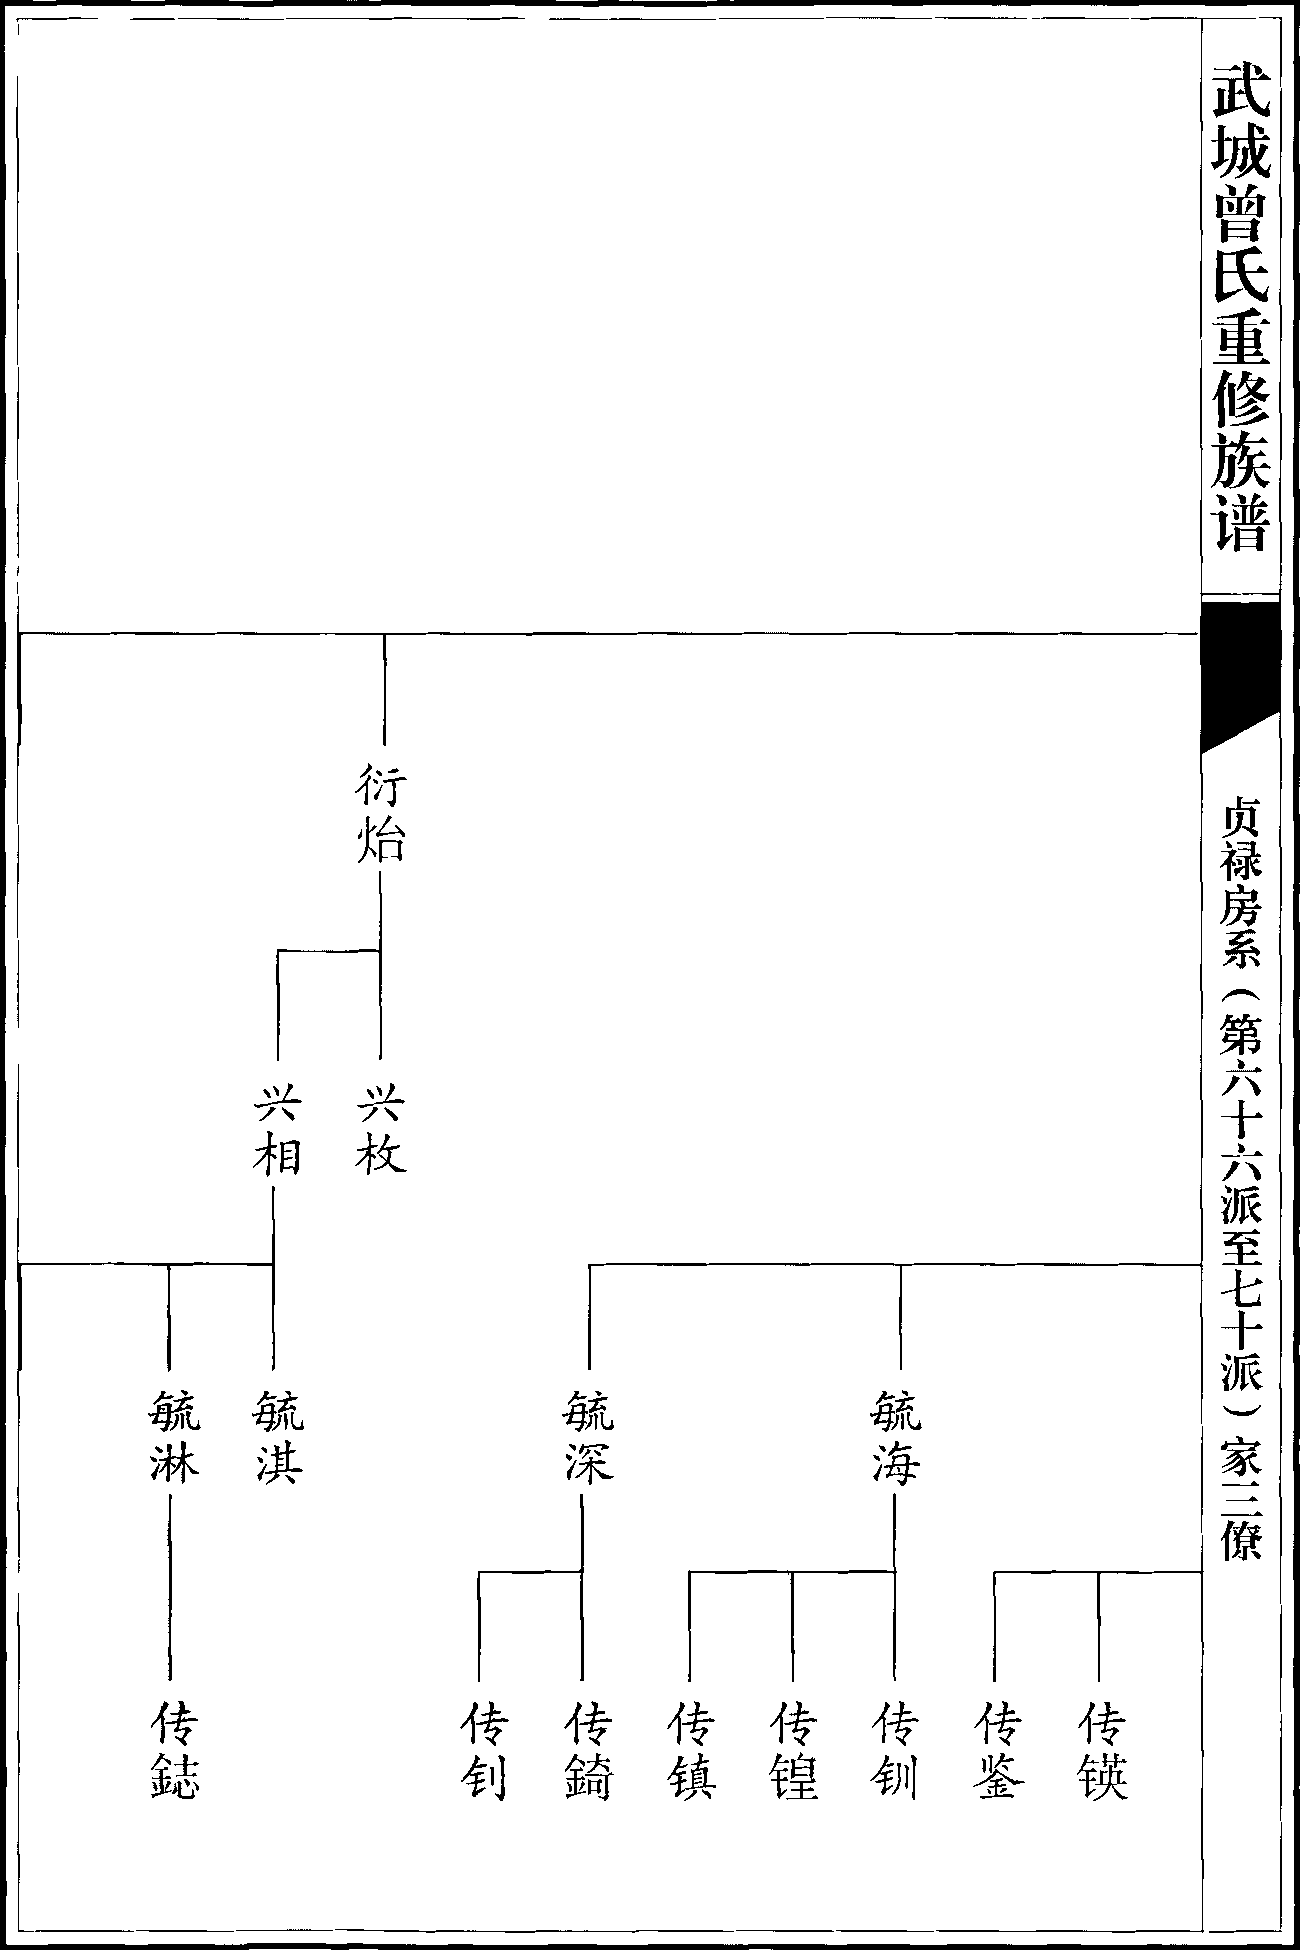 武城曾氏重修族谱
贞禄房系（第六十六派至七十派）家三僚
衍炲
兴枚
兴相
毓海
毓深
毓淇
毓淋
传锳
传鉴
传钏
传锽
传镇
传錡
传钊
传鋕